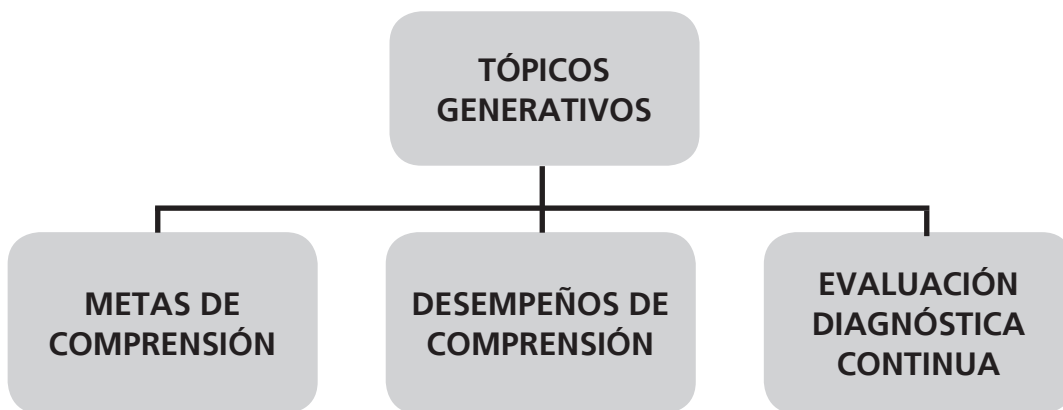 TÓPICOS
GENERATIVOS
METAS DE
COMPRENSIÓN
DESEMPEÑOS DE
COMPRENSIÓN
EVALUACIÓN
DIAGNÓSTICA
CONTINUA